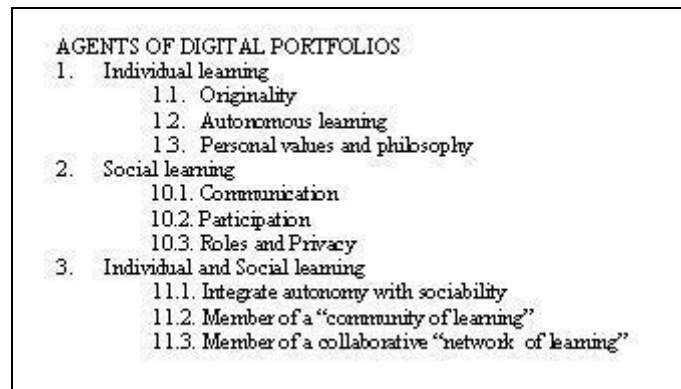 AGENTS OF DIGITAL PORTFOLIOS
1. Individual learning
1.1. Originality
1.2. Autonomous learning
1.3. Personal values and philosophy
2. Social learning
10.1. Communication
10.2. Participation
10.3. Roles and Privacy
3. Individual and Social learning
11.1. Integrate autonomy with sociability
11.2. Member of a “community of learning”
11.3. Member of a collaborative “network of learning”